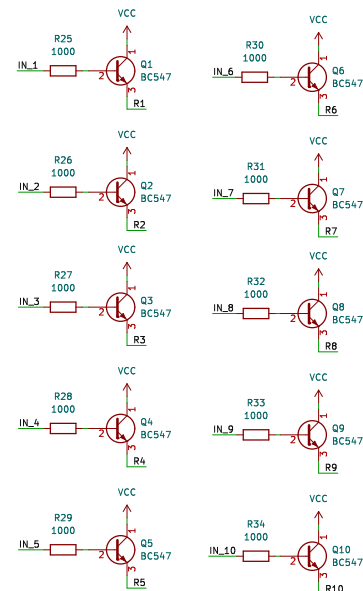 VCC
R25
1000
IN_1
1
2
3
Q1
BC547
R1
VCC
R30
1000
IN_6
1
2
3
Q6
BC547
R6
VCC
R26
1000
IN_2
1
2
3
Q2
BC547
R2
VCC
R31
1000
IN_7
1
2
3
Q7
BC547
R7
VCC
R27
1000
IN_3
1
2
3
Q3
BC547
R3
VCC
R32
1000
IN_8
1
2
3
Q8
BC547
R8
VCC
R28
1000
IN_4
1
2
3
Q4
BC547
R4
VCC
R33
1000
IN_9
1
2
3
Q9
BC547
R9
VCC
R29
1000
IN_5
1
2
3
Q5
BC547
R5
VCC
R34
1000
IN_10
1
2
3
Q10
BC547
R10